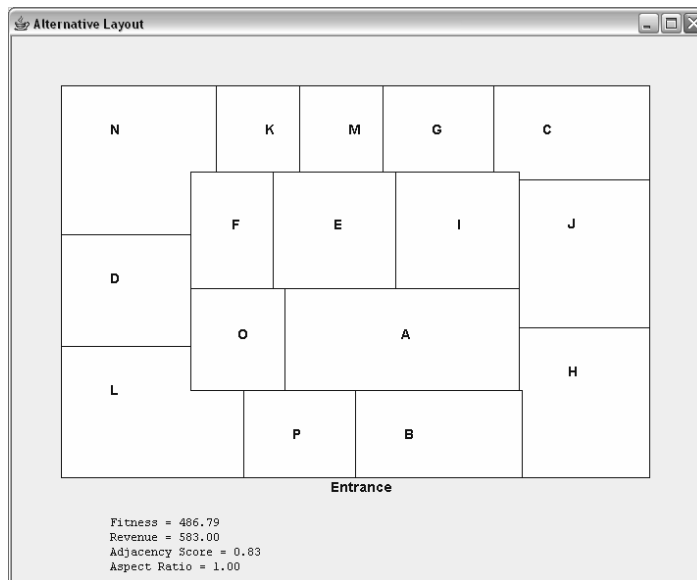 Alternative Layout
N K M G C
F E I J
D
O A
L H
P B
Entrance
Fitness = 486.79
Revenue = 583.00
Adjacency Score = 0.83
Aspect Ratio = 1.00